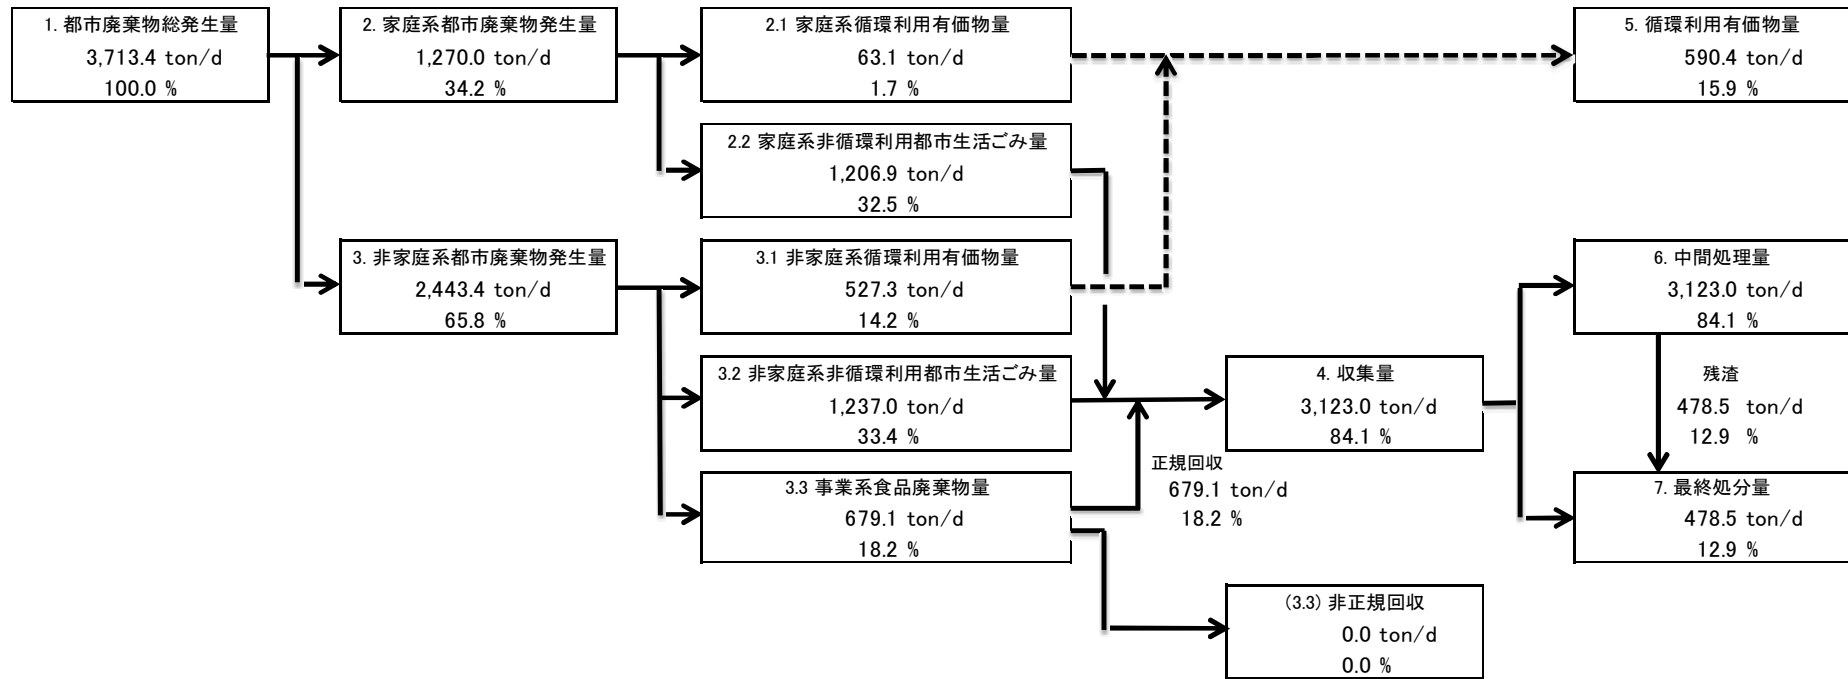 1. 都市廃棄物総発生量
3,713.4 ton/d
100.0 %
2. 家庭系都市廃棄物発生量
1,270.0 ton/d
34.2 %
2.1 家庭系循環利用有価物量
63.1 ton/d
1.7 %
5. 循環利用有価物量
590.4 ton/d
15.9 %
2.2 家庭系非循環利用都市生活ごみ量
1,206.9 ton/d
32.5 %
3. 非家庭系都市廃棄物発生量
2,443.4 ton/d
65.8 %
3.1 非家庭系循環利用有価物量
527.3 ton/d
14.2 %
6. 中間処理量
3,123.0 ton/d
84.1 %
3.2 非家庭系非循環利用都市生活ごみ量
1,237.0 ton/d
33.4 %
4. 収集量
3,123.0 ton/d
84.1 %
残渣
478.5 ton/d
12.9 %
正規回収
679.1 ton/d
18.2 %
3.3 事業系食品廃棄物量
679.1 ton/d
18.2 %
7. 最終処分量
478.5 ton/d
12.9 %
(3.3) 非正規回収
0.0 ton/d
0.0 %